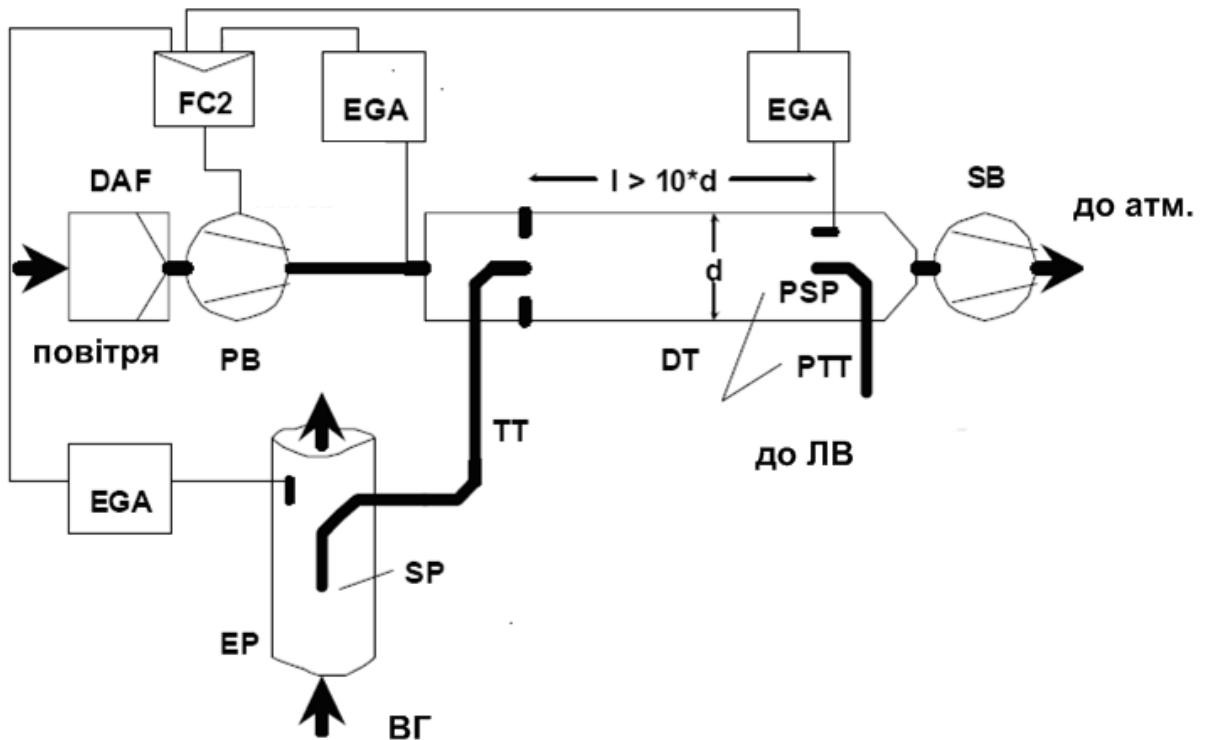 FC2
EGA
EGA
DAF
l > 10*d
SB
до атм.
d
PSP
повітря
PB
DT
PTT
TT
до ЛВ
EGA
SP
EP
ВГ